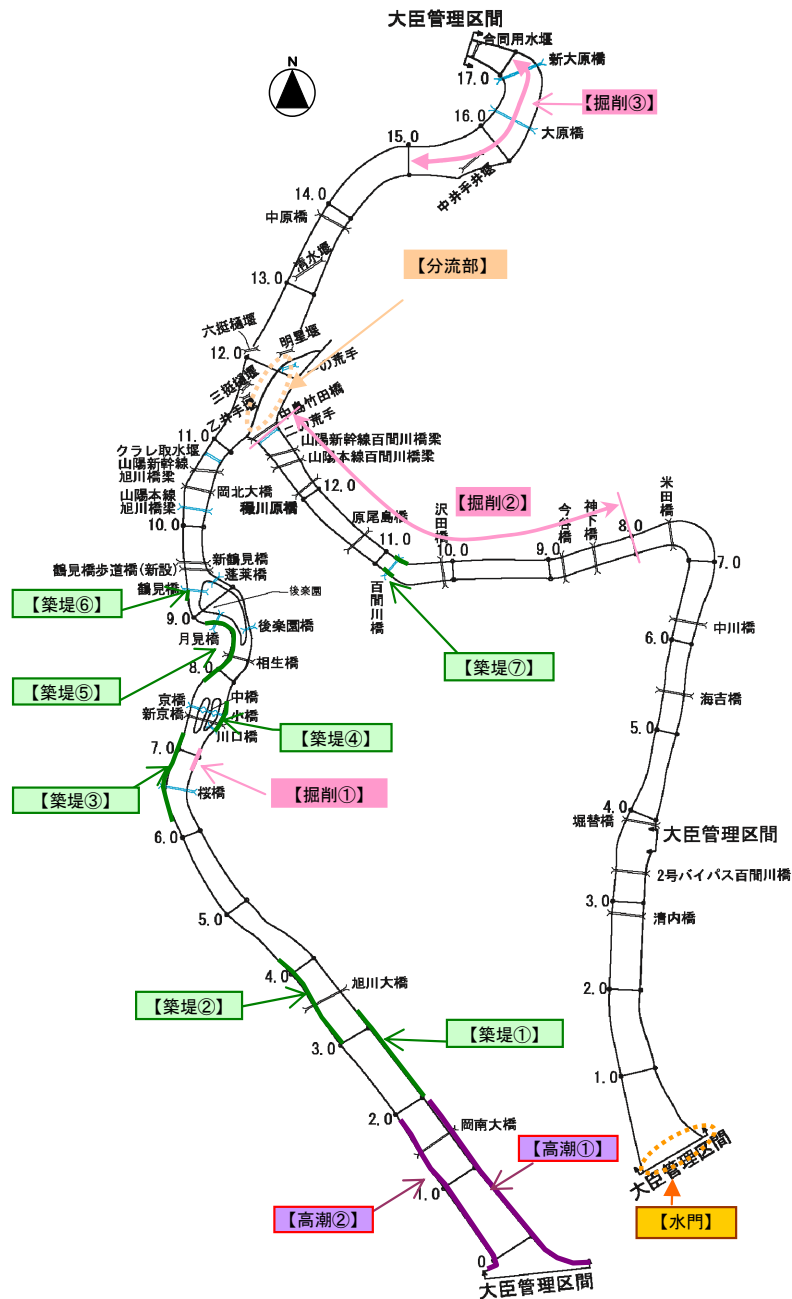 大臣管理区間
合同用水堰
新大原橋
17.0
【掘削③】
N
16.0
大原橋
15.0
中井手井堰
14.0
中原橋
清水堰
【分流部】
13.0
六挺樋堰
明星堰
12.0
一の荒手
三挺樋堰
乙井手堰
中島竹田橋
二の荒手
11.0
クラレ取水堰
山陽新幹線百間川橋梁
山陽新幹線
旭川橋梁
山陽本線百間川橋梁
岡北大橋
山陽本線
旭川橋梁
12.0
米田橋
【掘削②】
沢田橋
今谷橋
神下橋
8.0
10.0
原尾島橋
11.0
10.0
9.0
7.0
新鶴見橋
鶴見橋歩道橋(新設)
蓬莱橋
鶴見橋
後楽園
百間川橋
【築堤⑥】
9.0
月見橋
後楽園橋
中川橋
6.0
相生橋
【築堤⑦】
8.0
【築堤⑤】
海吉橋
京橋
中橋
新京橋
小橋
川口橋
【築堤④】
5.0
7.0
【築堤③】
桜橋
【掘削①】
4.0
堀替橋
大臣管理区間
6.0
2号バイパス百間川橋
3.0
清内橋
5.0
4.0
旭川大橋
2.0
【築堤②】
【築堤①】
3.0
1.0
2.0
岡南大橋
【高潮①】
大臣管理区間
1.0
【高潮②】
【水門】
0
大臣管理区間